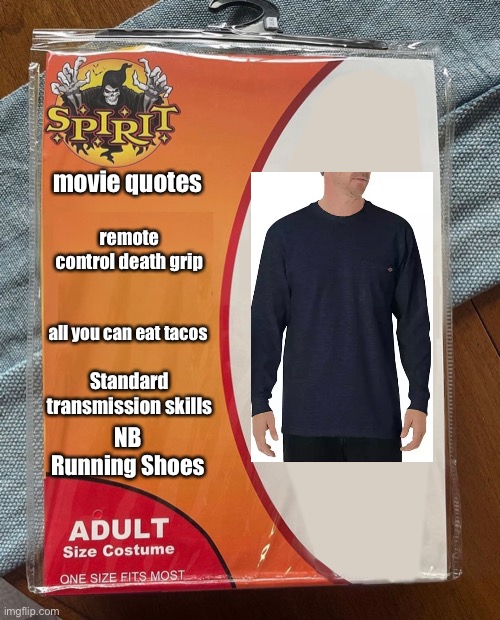 SPIRIT
movie quotes
remote
control death grip
all you can eat tacos
Standard
transmission skills
NB
Running Shoes
ADULT
Size Costume
ONE SIZE FITS MOST
imgflip.com